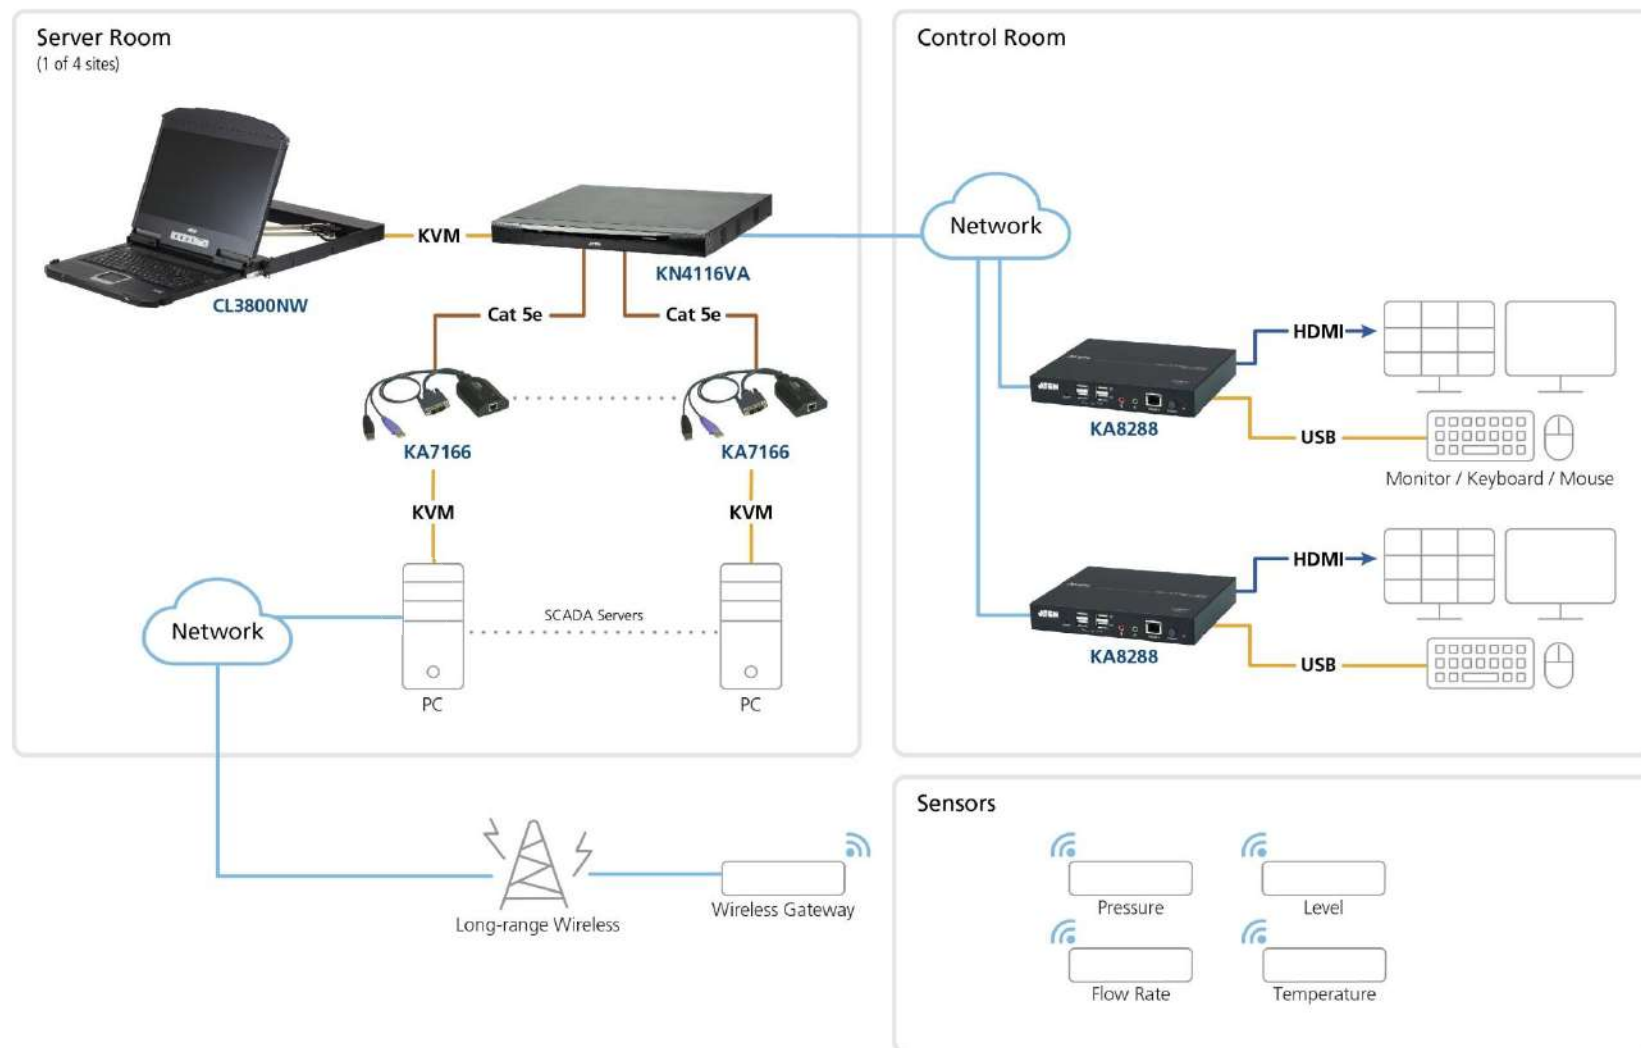 Server Room
(1 of 4 sites)
KVM
KN4116VA
CL3800NW
Cat 5e
Cat 5e
KA7166
KA7166
KVM
KVM
Network
SCADA Servers
PC
PC
Long-range Wireless
Wireless Gateway
Control Room
Network
HDMI
ATEN
KA8288
USB
Monitor / Keyboard / Mouse
HDMI
ATEN
KA8288
USB
Sensors
Pressure
Level
Flow Rate
Temperature